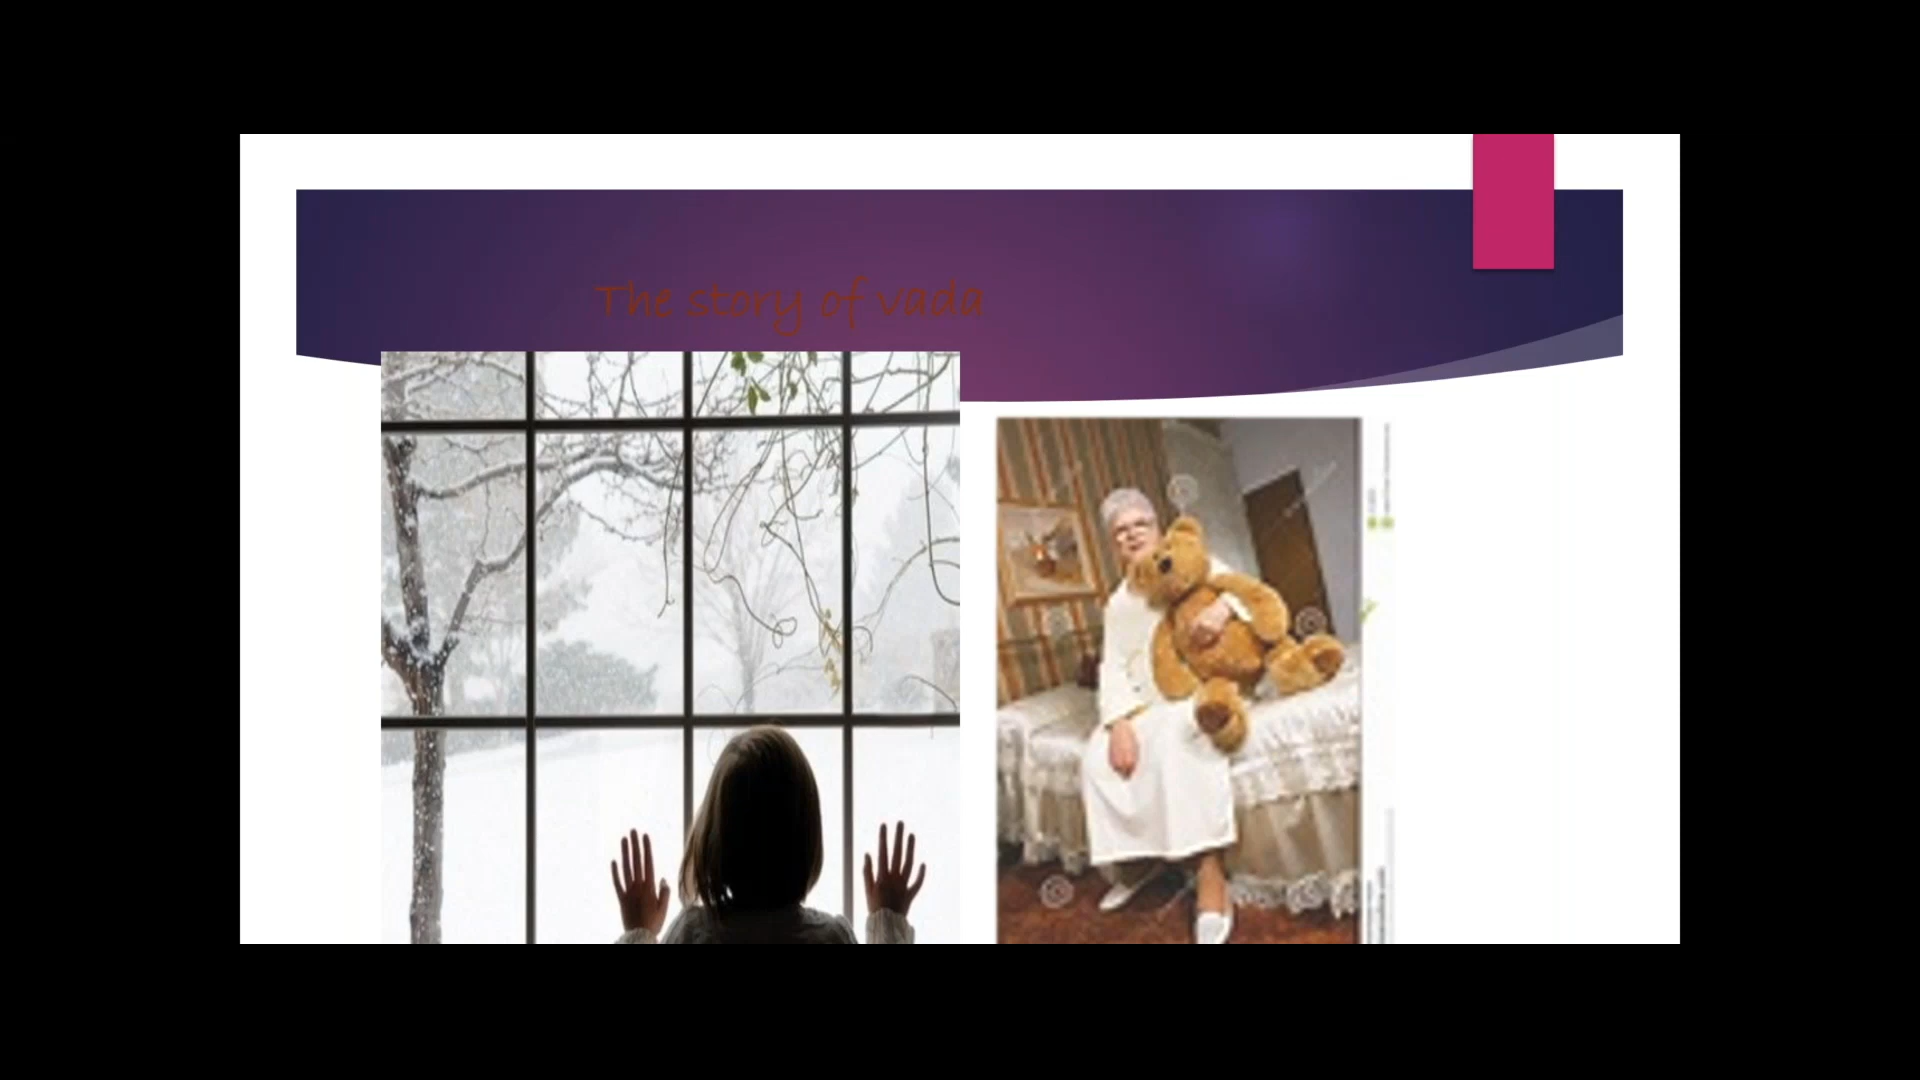 The story of vada